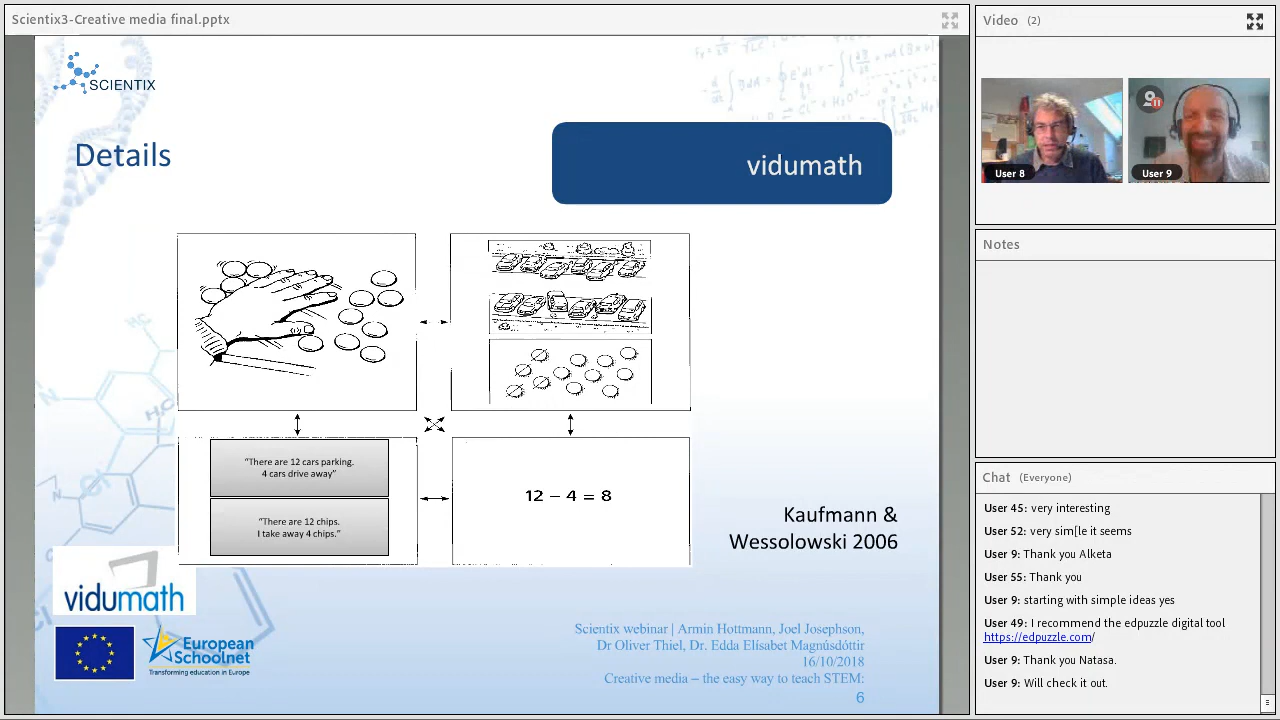 Scientix3-Creative media final.pptx
SCIENTIX
Details
vidumath
"There are 12 cars parking.
4 cars drive away"
"There are 12 chips.
I take away 4 chips."
12 − 4 = 8
Kaufmann &
Wessolowski 2006
vidumath
European
Schoolnet
Transforming education in Europe
Scientix webinar | Armin Hottmann, Joel Josephson,
Dr Oliver Thiel, Dr. Edda Elísabet Magnúsdóttir
16/10/2018
Creative media – the easy way to teach STEM:
6
Video (2)
User 8
User 9
Notes
Chat (Everyone)
User 45: very interesting
User 52: very sim[le it seems
User 9: Thank you Alketa
User 55: Thank you
User 9: starting with simple ideas yes
User 49: I recommend the edpuzzle digital tool
https://edpuzzle.com/
User 9: Thank you Natasa.
User 9: Will check it out.